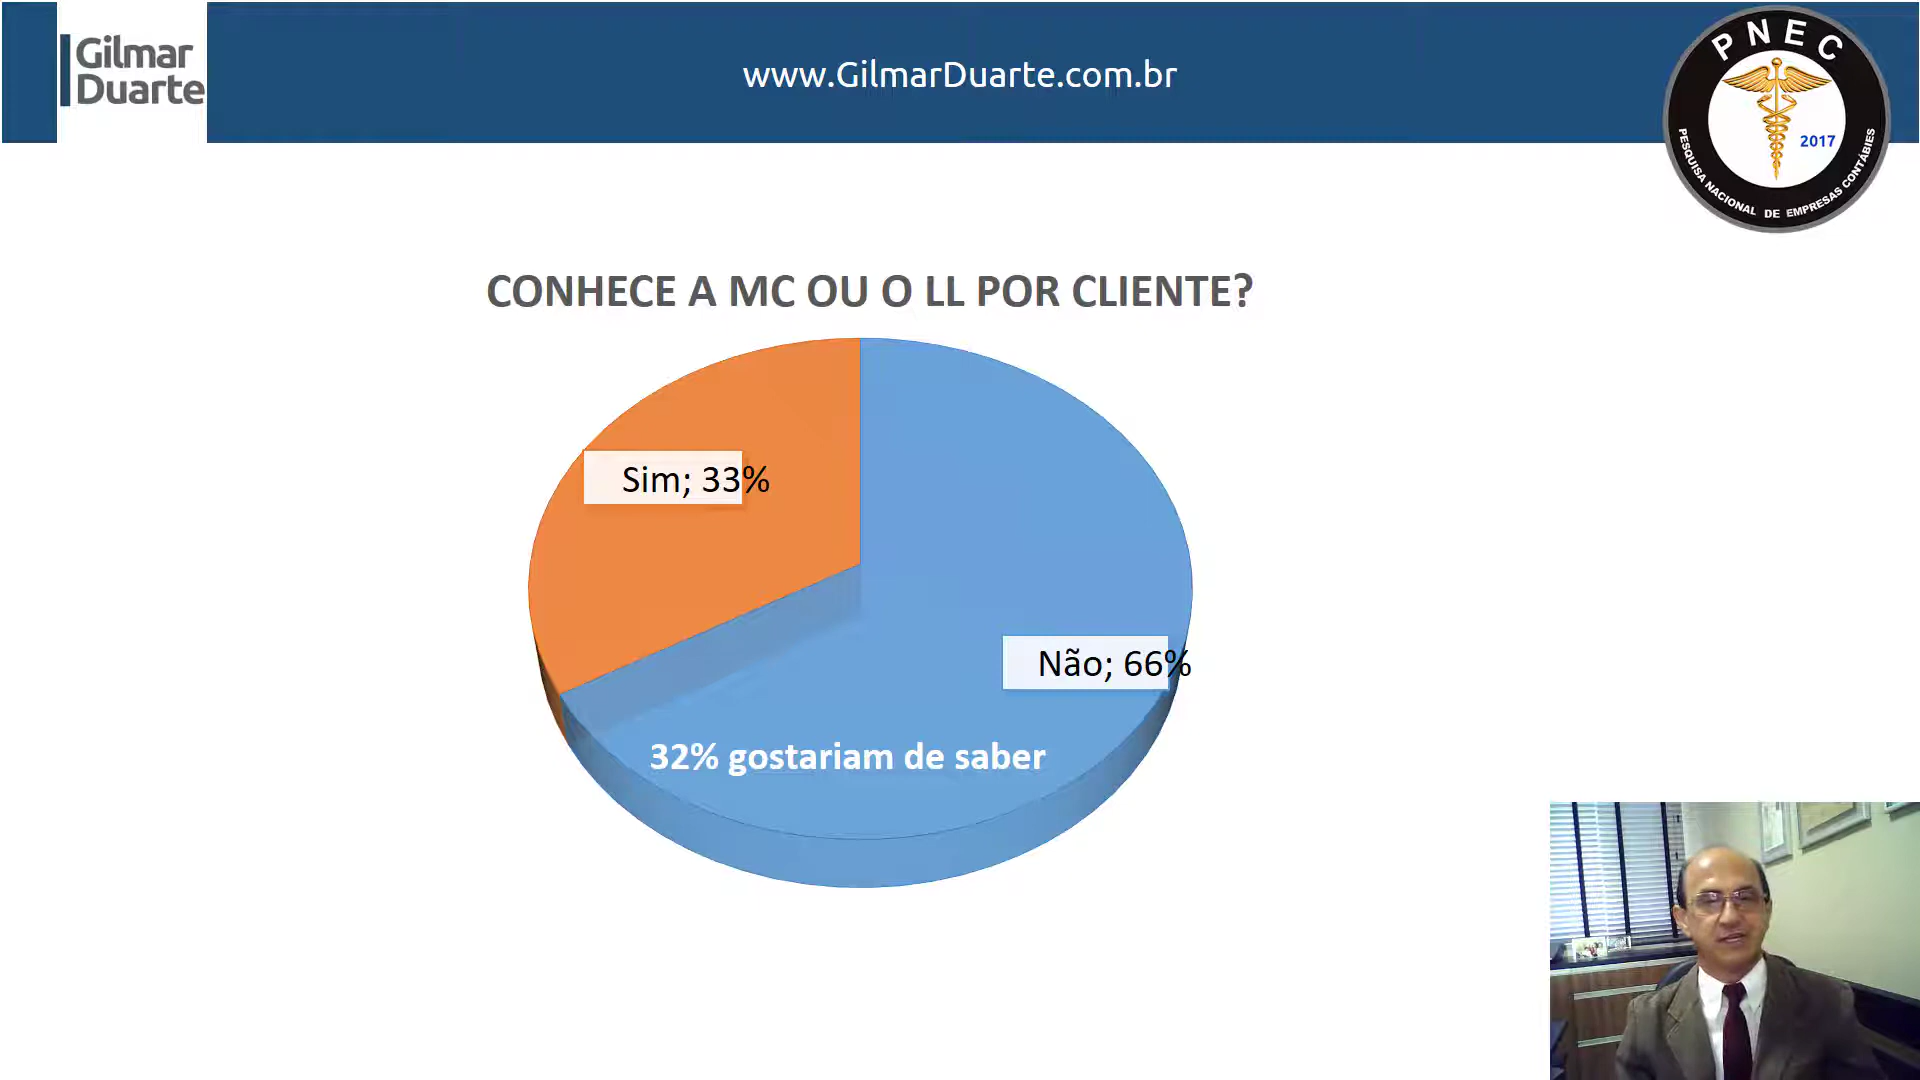 Gilmar
Duarte
www.GilmarDuarte.com.br
PNEC
2017
PESQUISA NACIONAL DE EMPRESAS CONTÁBIES
CONHECE A MC OU O LL POR CLIENTE?
Sim; 33%
Não; 66%
32% gostariam de saber